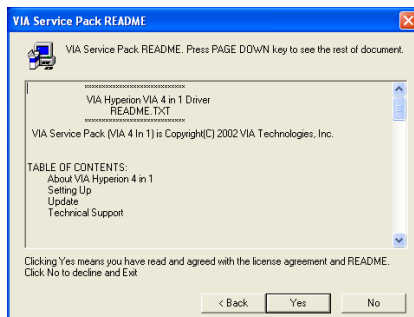 VIA Service Pack README
VIA Service Pack README. Press PAGE DOWN key to see the rest of document.
****************************
VIA Hyperion VIA 4 in 1 Driver
README.TXT
****************************
VIA Service Pack (VIA 4 In 1) is Copyright(C) 2002 VIA Technologies, Inc.
TABLE OF CONTENTS:
About VIA Hyperion 4 in 1
Setting Up
Update
Technical Support
Clicking Yes means you have read and agreed with the license agreement and README.
Click No to decline and Exit
< Back
Yes
No